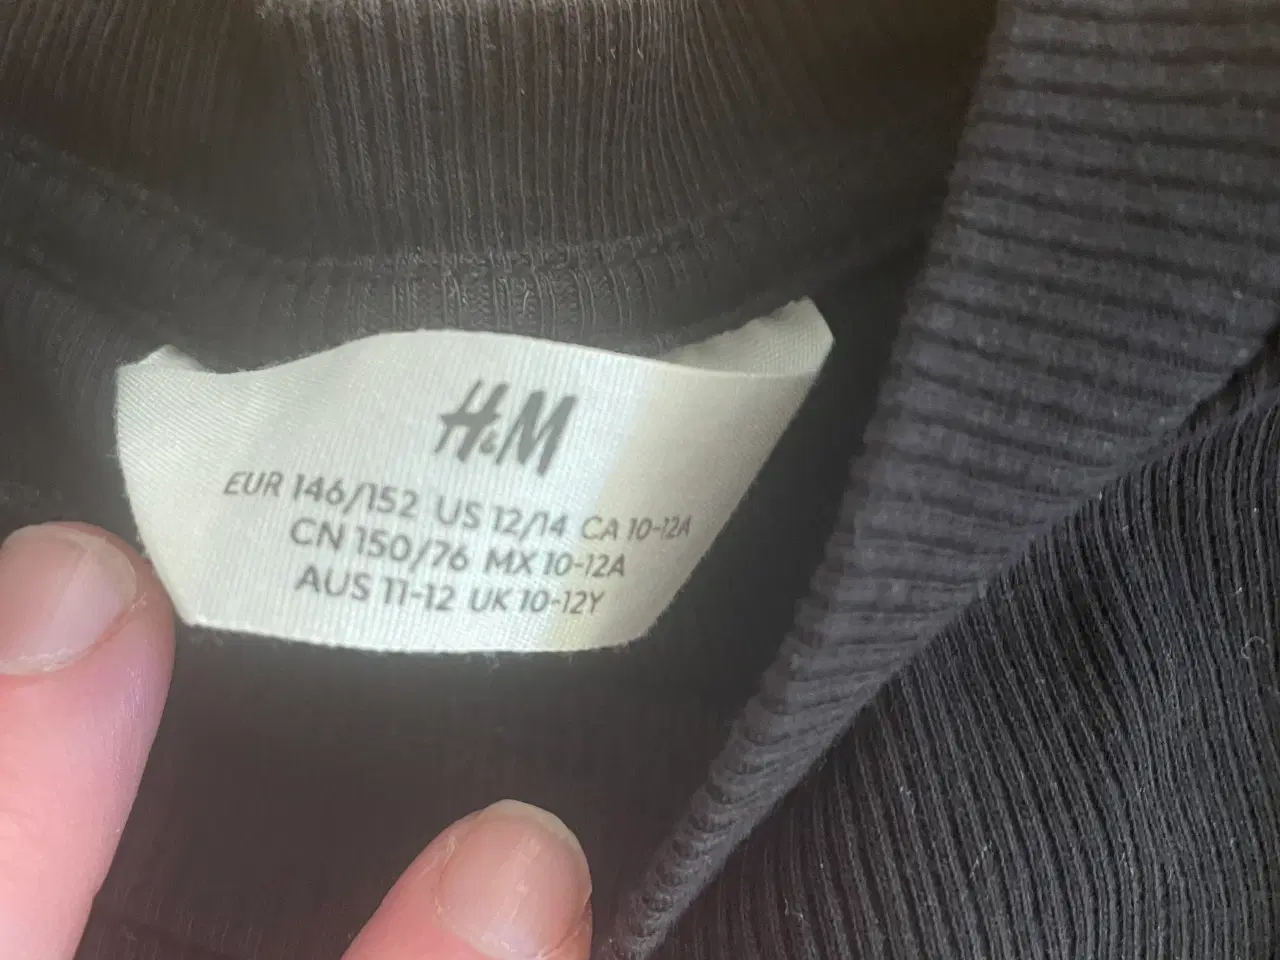 H&M
EUR 146/152 US 12/14 CA 10-12A
CN 150/76 MX 10-12A
AUS 11-12 UK 10-12Y